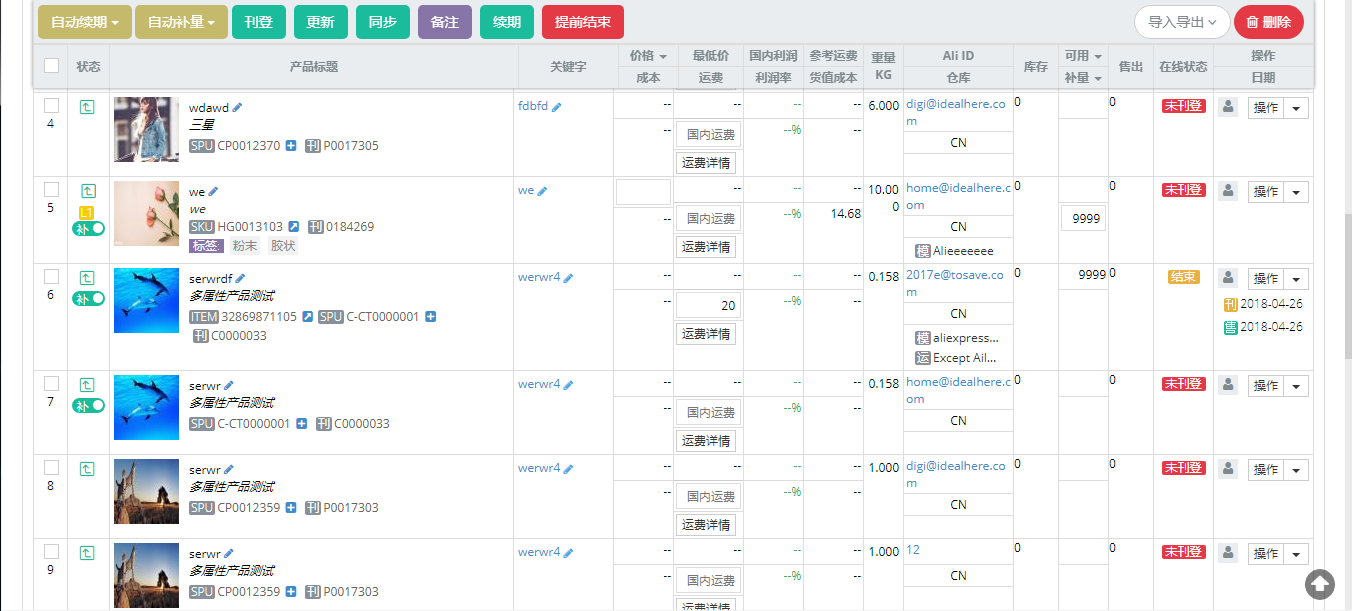 自动续期 自动补量 刊登 更新 同步 备注 续期 提前结束 导入导出 删除
状态 产品标题 关键字 价格 最低价 国内利润 参考运费 重量 KG Ali ID 库存 可用 售出 在线状态 操作
成本 运费 利润率 货值成本 仓库 补量 日期
4 wdawd fdbfd -- -- -- -- 6.000 digi@idealhere.com 0 0 未刊登 操作
三星 -- 国内运费 --% -- CN
SPU CP0012370 刊 P0017305 运费详情
5 we we -- -- -- 10.000 home@idealhere.com 0 0 未刊登 操作
we -- 国内运费 --% 14.68 CN 9999
L1
补 SKU HG0013103 刊 0184269 运费详情 模 Alieeeeeee
标签: 粉末 胶状
6 serwrdf werwr4 -- -- -- -- 0.158 2017e@tosave.com 0 9999 0 结束 操作
补 多属性产品测试 -- 20 --% -- CN 刊 2018-04-26
ITEM 32869871105 SPU C-CT0000001 运费详情 模 aliexpress... 售 2018-04-26
刊 C0000033 运 Except Ail...
7 serwr werwr4 -- -- -- -- 0.158 home@idealhere.com 0 0 未刊登 操作
补 多属性产品测试 -- 国内运费 --% -- CN
SPU C-CT0000001 刊 C0000033 运费详情
8 serwr werwr4 -- -- -- -- 1.000 digi@idealhere.com 0 0 未刊登 操作
多属性产品测试 -- 国内运费 --% -- CN
SPU CP0012359 刊 P0017303 运费详情
9 serwr werwr4 -- -- -- -- 1.000 12 0 0 未刊登 操作
多属性产品测试 -- 国内运费 --% -- CN
SPU CP0012359 刊 P0017303 运费详情